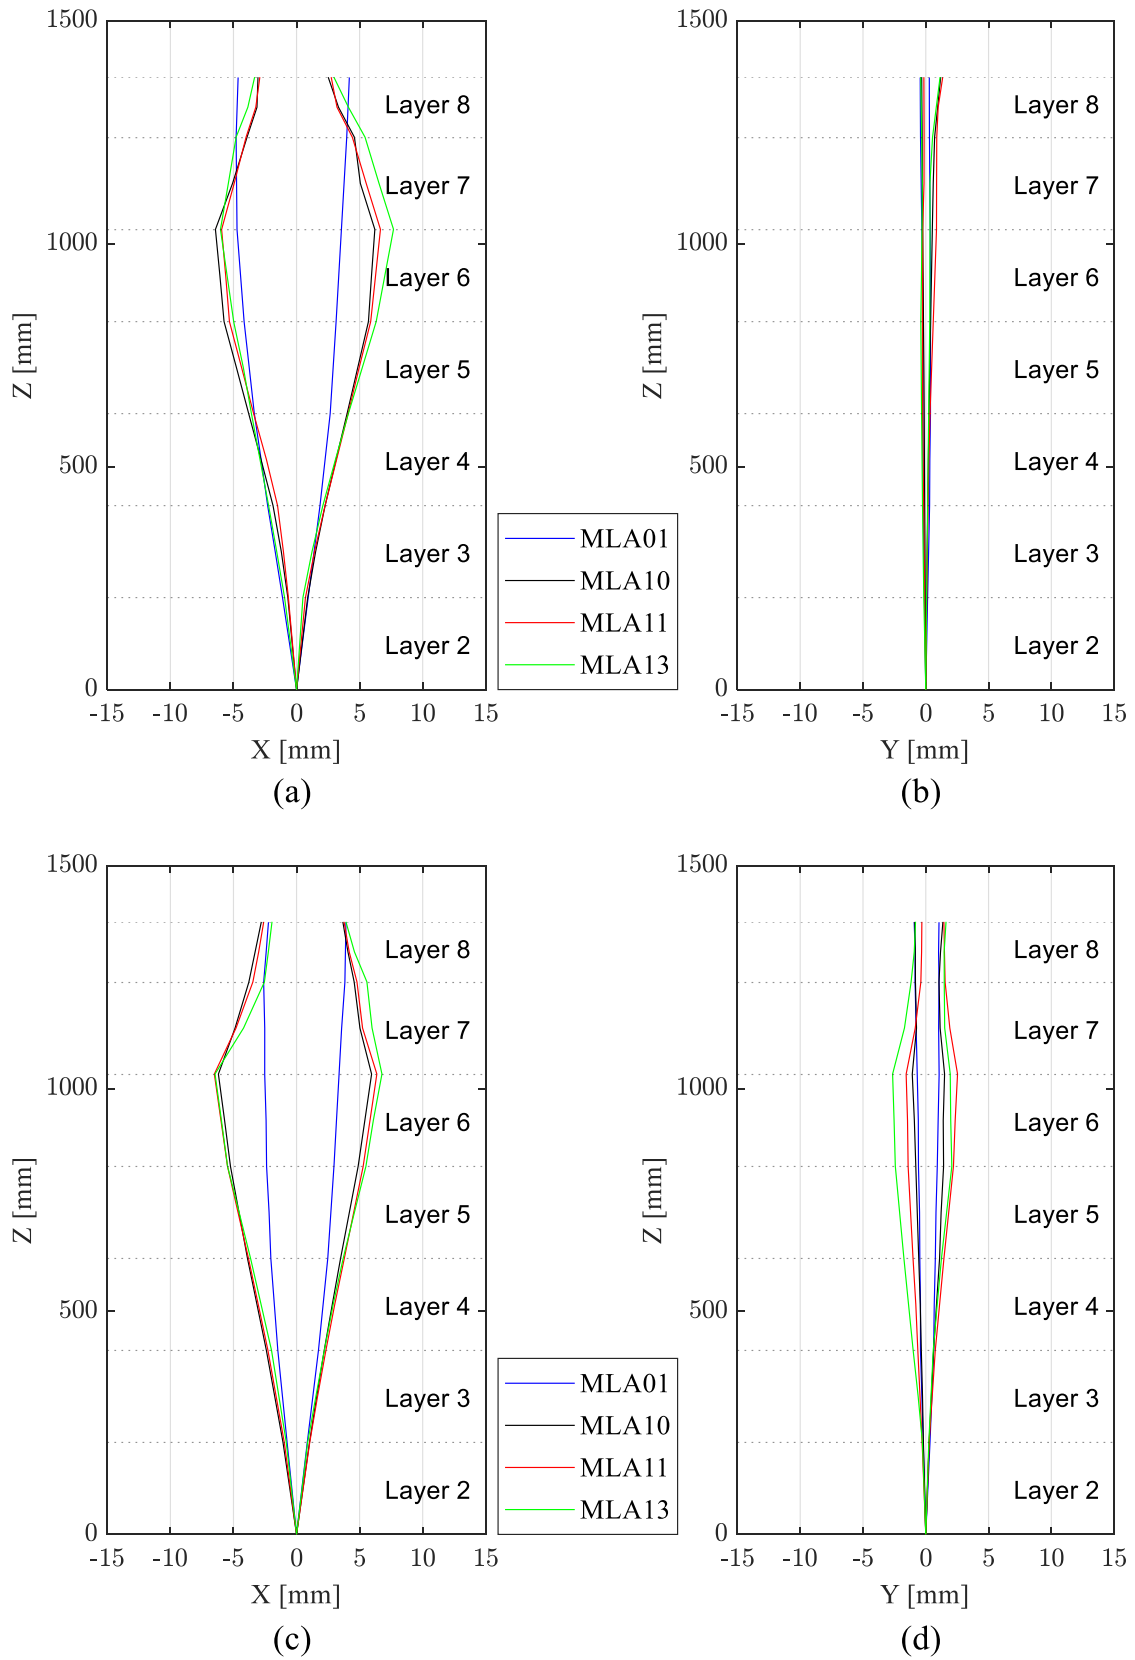 1500
Layer 8
Layer 7
1000
Layer 6
Z [mm]
Layer 5
500
Layer 4
Layer 3
Layer 2
0
-15 -10 -5 0 5 10 15
X [mm]
(a)
MLA01
MLA10
MLA11
MLA13
1500
Layer 8
Layer 7
1000
Layer 6
Z [mm]
Layer 5
500
Layer 4
Layer 3
Layer 2
0
-15 -10 -5 0 5 10 15
Y [mm]
(b)
1500
Layer 8
Layer 7
1000
Layer 6
Z [mm]
Layer 5
500
Layer 4
Layer 3
Layer 2
0
-15 -10 -5 0 5 10 15
X [mm]
(c)
MLA01
MLA10
MLA11
MLA13
1500
Layer 8
Layer 7
1000
Layer 6
Z [mm]
Layer 5
500
Layer 4
Layer 3
Layer 2
0
-15 -10 -5 0 5 10 15
Y [mm]
(d)